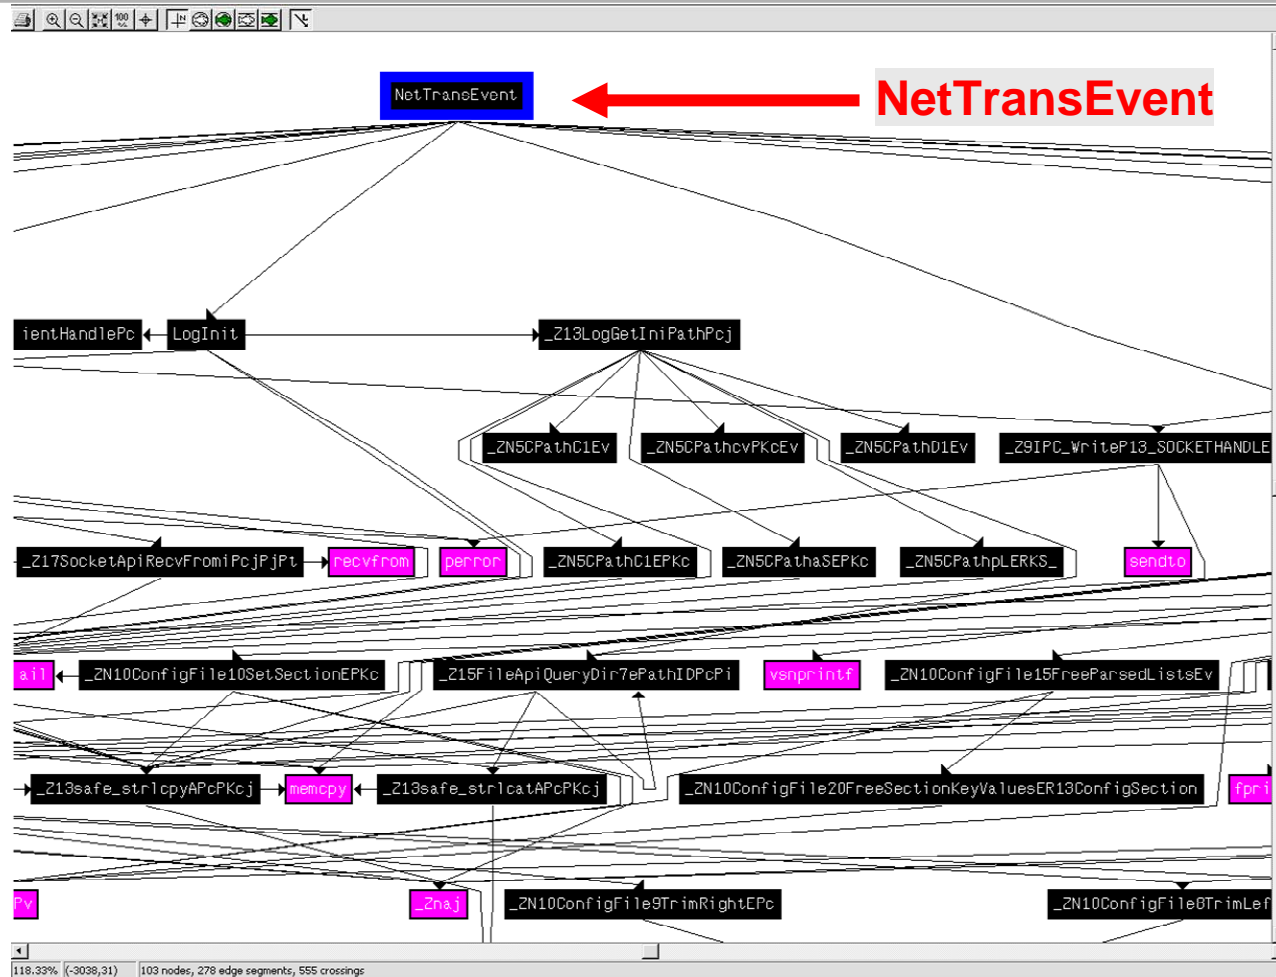 100
%
N
NetTransEvent
NetTransEvent
ientHandlePc
LogInit
_Z13LogGetIniPathPcj
_ZN5CPathC1Ev
_ZN5CPathcvPKcEv
_ZN5CPathD1Ev
_Z9IPC_WriteP13_SOCKETHANDLE
_Z17SocketApiRecvFromiPcjPjPt
recvfrom
perror
_ZN5CPathC1EPKc
_ZN5CPathaSEPKc
_ZN5CPathpLERKS_
sendto
ail
_ZN10ConfigFile10SetSectionEPKc
_Z15FileApiQueryDir7ePathIDPcPi
vsnprintf
_ZN10ConfigFile15FreeParsedListsEv
_Z13safe_strlcpyAPcPKcj
memcpy
_Z13safe_strlcatAPcPKcj
_ZN10ConfigFile20FreeSectionKeyValuesER13ConfigSection
fpri
Pv
_Znaj
_ZN10ConfigFile9TrimRightEPc
_ZN10ConfigFile8TrimLef
118.33% (-3038,31) 103 nodes, 278 edge segments, 555 crossings